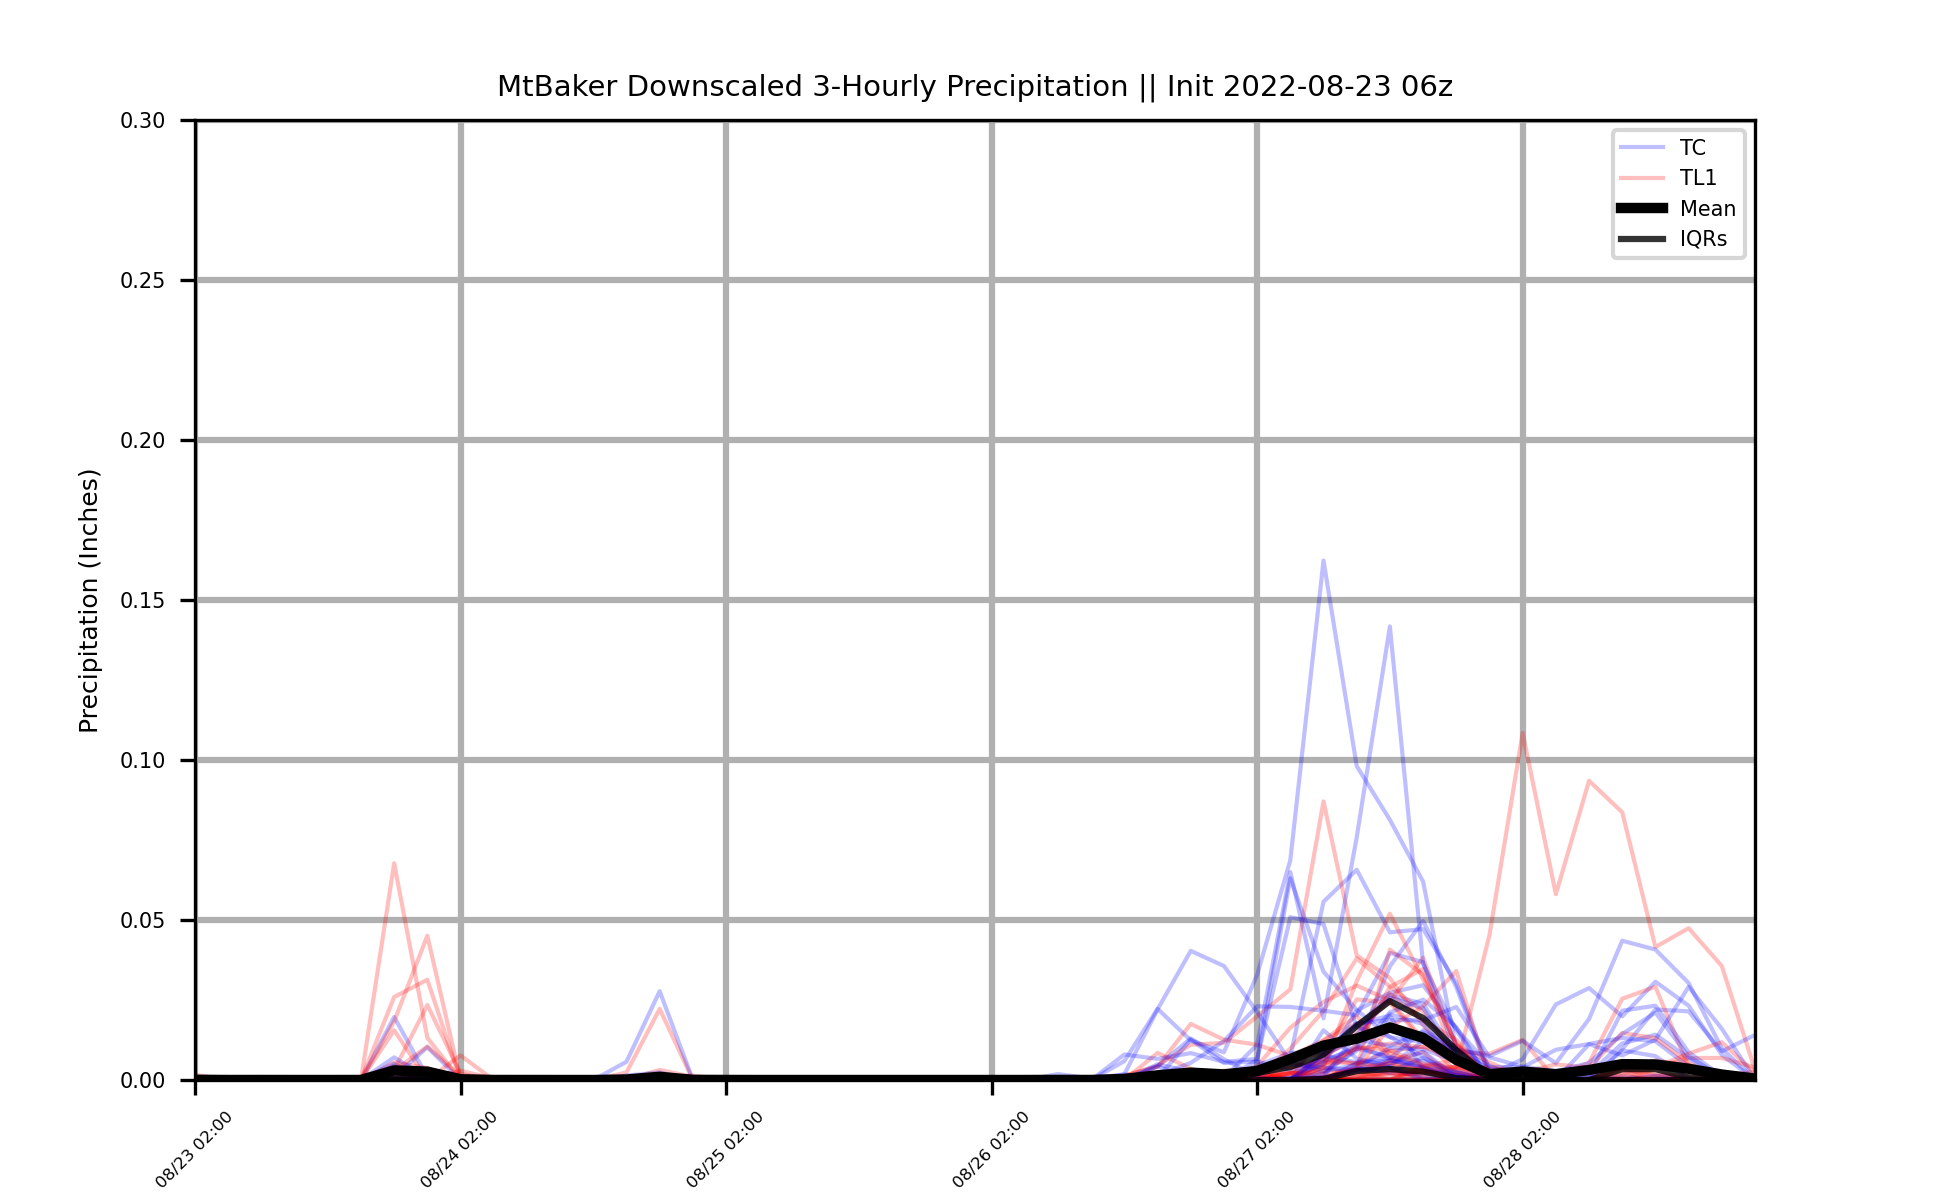 MtBaker Downscaled 3-Hourly Precipitation || Init 2022-08-23 06z
TC
TL1
Mean
IQRs
Precipitation (Inches)
0.30
0.25
0.20
0.15
0.10
0.05
0.00
08/23 02:00
08/24 02:00
08/25 02:00
08/26 02:00
08/27 02:00
08/28 02:00